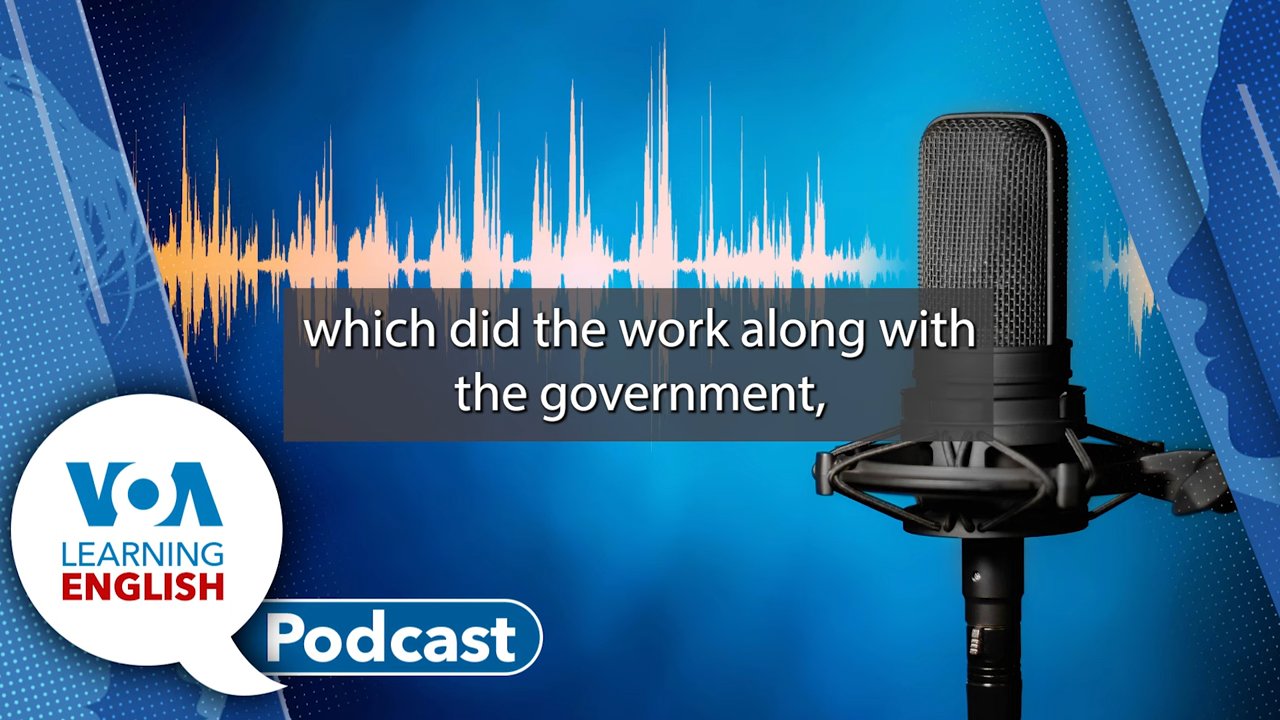 which did the work along with
the government,
VOA
LEARNING
ENGLISH
Podcast